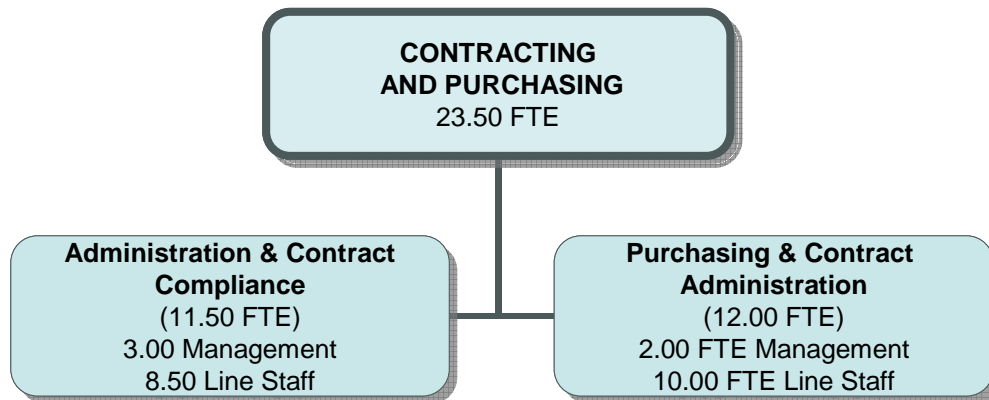 CONTRACTING
AND PURCHASING
23.50 FTE
Administration & Contract
Compliance
(11.50 FTE)
3.00 Management
8.50 Line Staff
Purchasing & Contract
Administration
(12.00 FTE)
2.00 FTE Management
10.00 FTE Line Staff